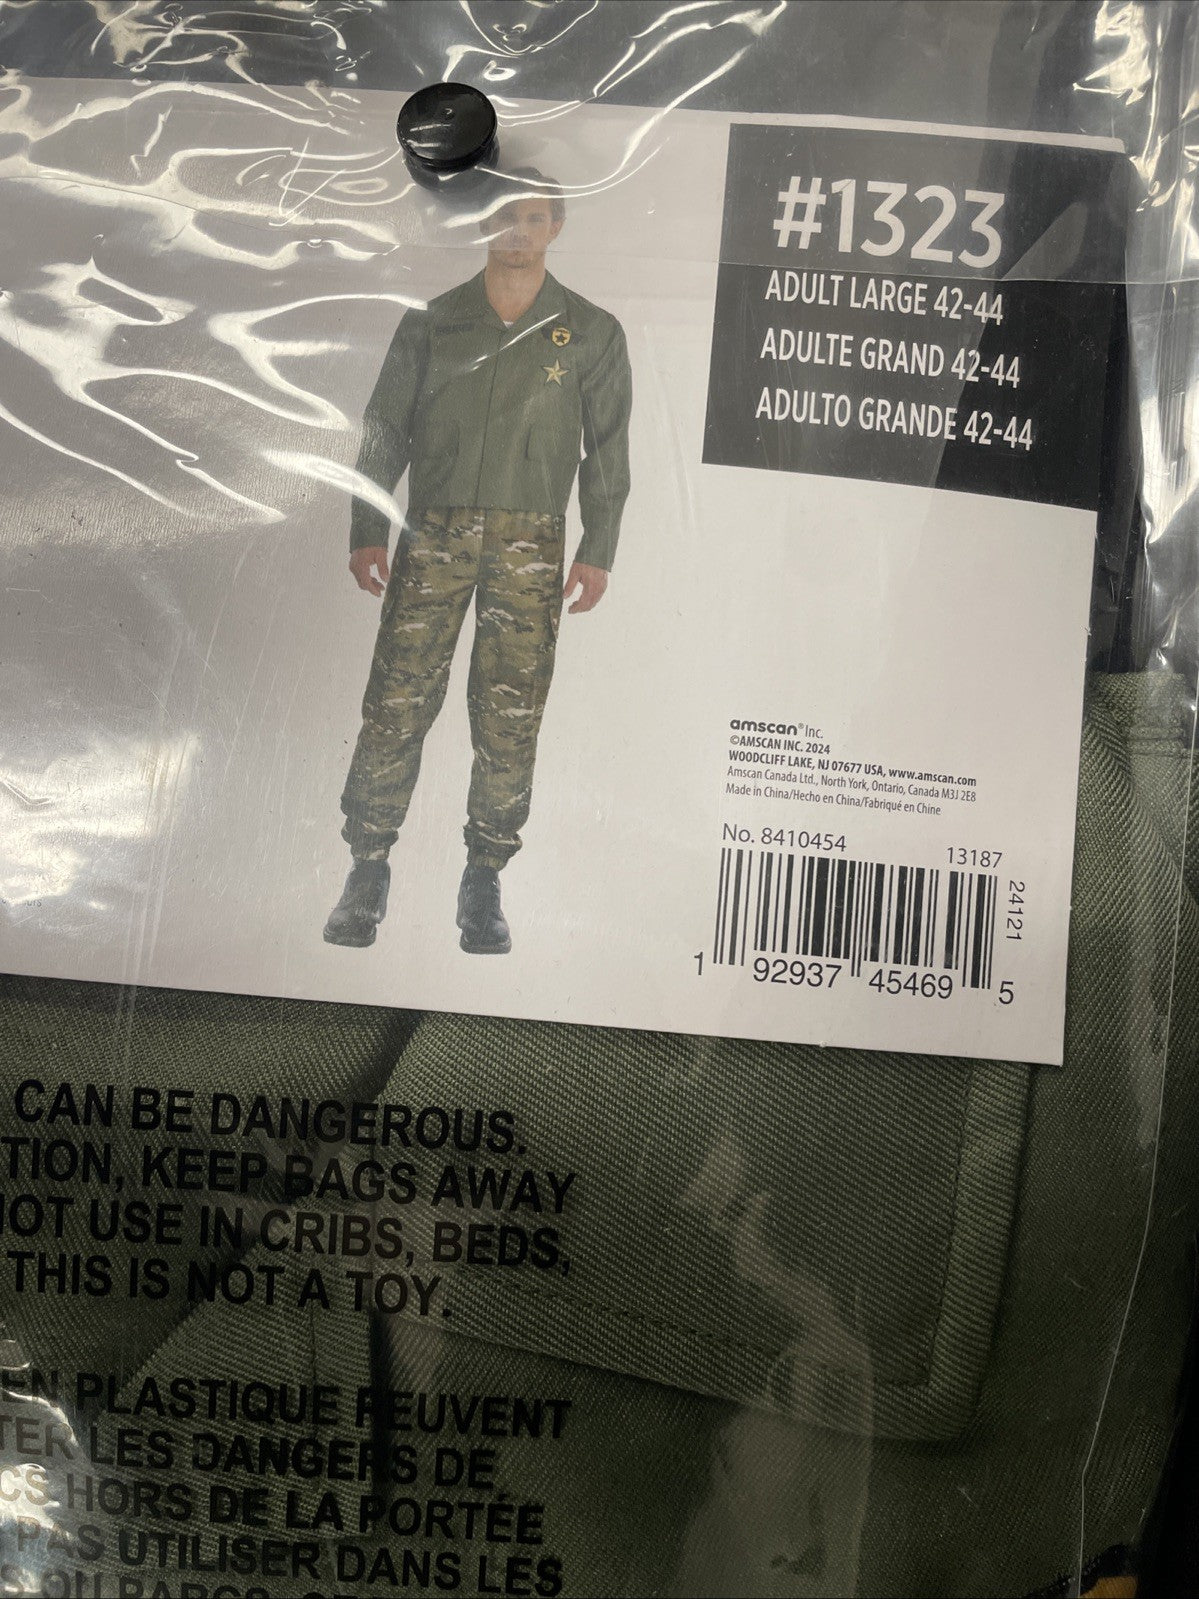 #1323
ADULT LARGE 42-44
ADULTE GRAND 42-44
ADULTO GRANDE 42-44
amscan® Inc.
©AMSCAN INC. 2024
WOODCLIFF LAKE, NJ 07677 USA, www.amscan.com
Amscan Canada Ltd., North York, Ontario, Canada M3J 2E8
Made in China/Hecho en China/Fabriqué en Chine
No. 8410454
13187
24121
1 92937 45469 5
CAN BE DANGEROUS.
TION, KEEP BAGS AWAY
NOT USE IN CRIBS, BEDS,
THIS IS NOT A TOY.
EN PLASTIQUE PEUVENT
TER LES DANGERS DE
CS HORS DE LA PORTÉE
PAS UTILISER DANS LES
OU PARCS.